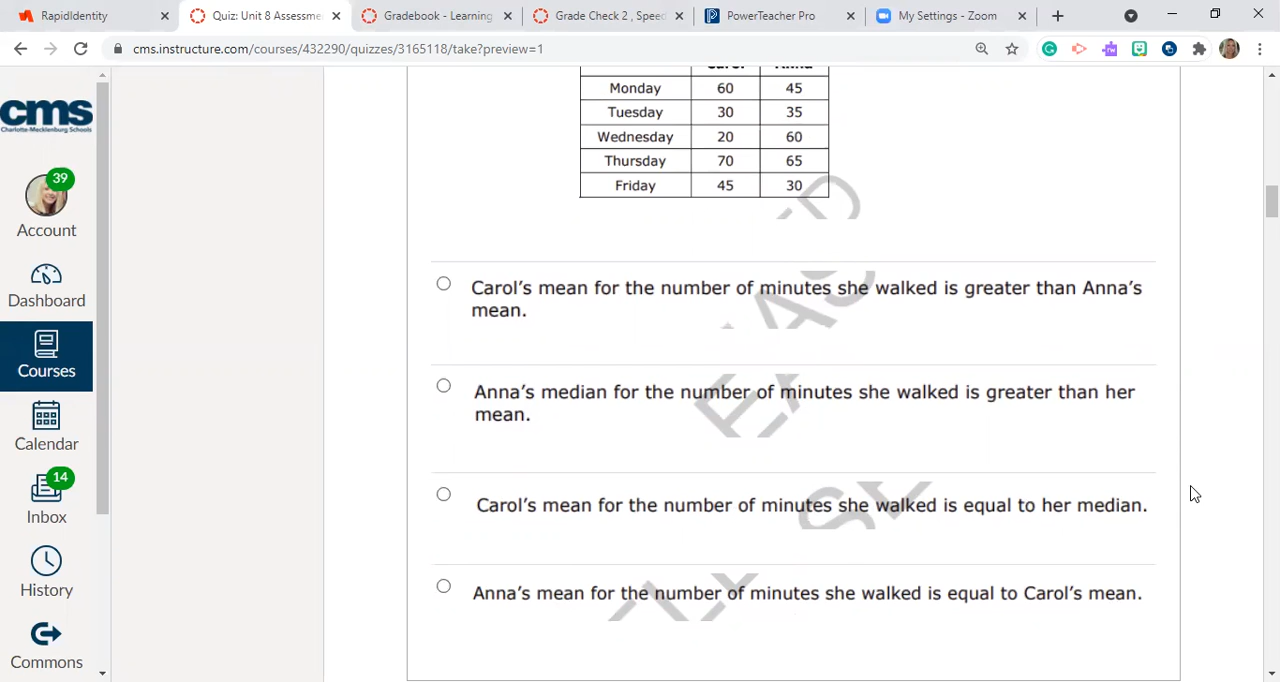 RapidIdentity
Quiz: Unit 8 Assessme
Gradebook - Learning
Grade Check 2 , Speed
PowerTeacher Pro
My Settings - Zoom
cms.instructure.com/courses/432290/quizzes/3165118/take?preview=1
cms
Charlotte-Mecklenburg Schools
39
Account
Dashboard
Courses
Calendar
14
Inbox
History
Commons
Carol Anna
Monday 60 45
Tuesday 30 35
Wednesday 20 60
Thursday 70 65
Friday 45 30
Carol's mean for the number of minutes she walked is greater than Anna's
mean.
Anna's median for the number of minutes she walked is greater than her
mean.
Carol's mean for the number of minutes she walked is equal to her median.
Anna's mean for the number of minutes she walked is equal to Carol's mean.